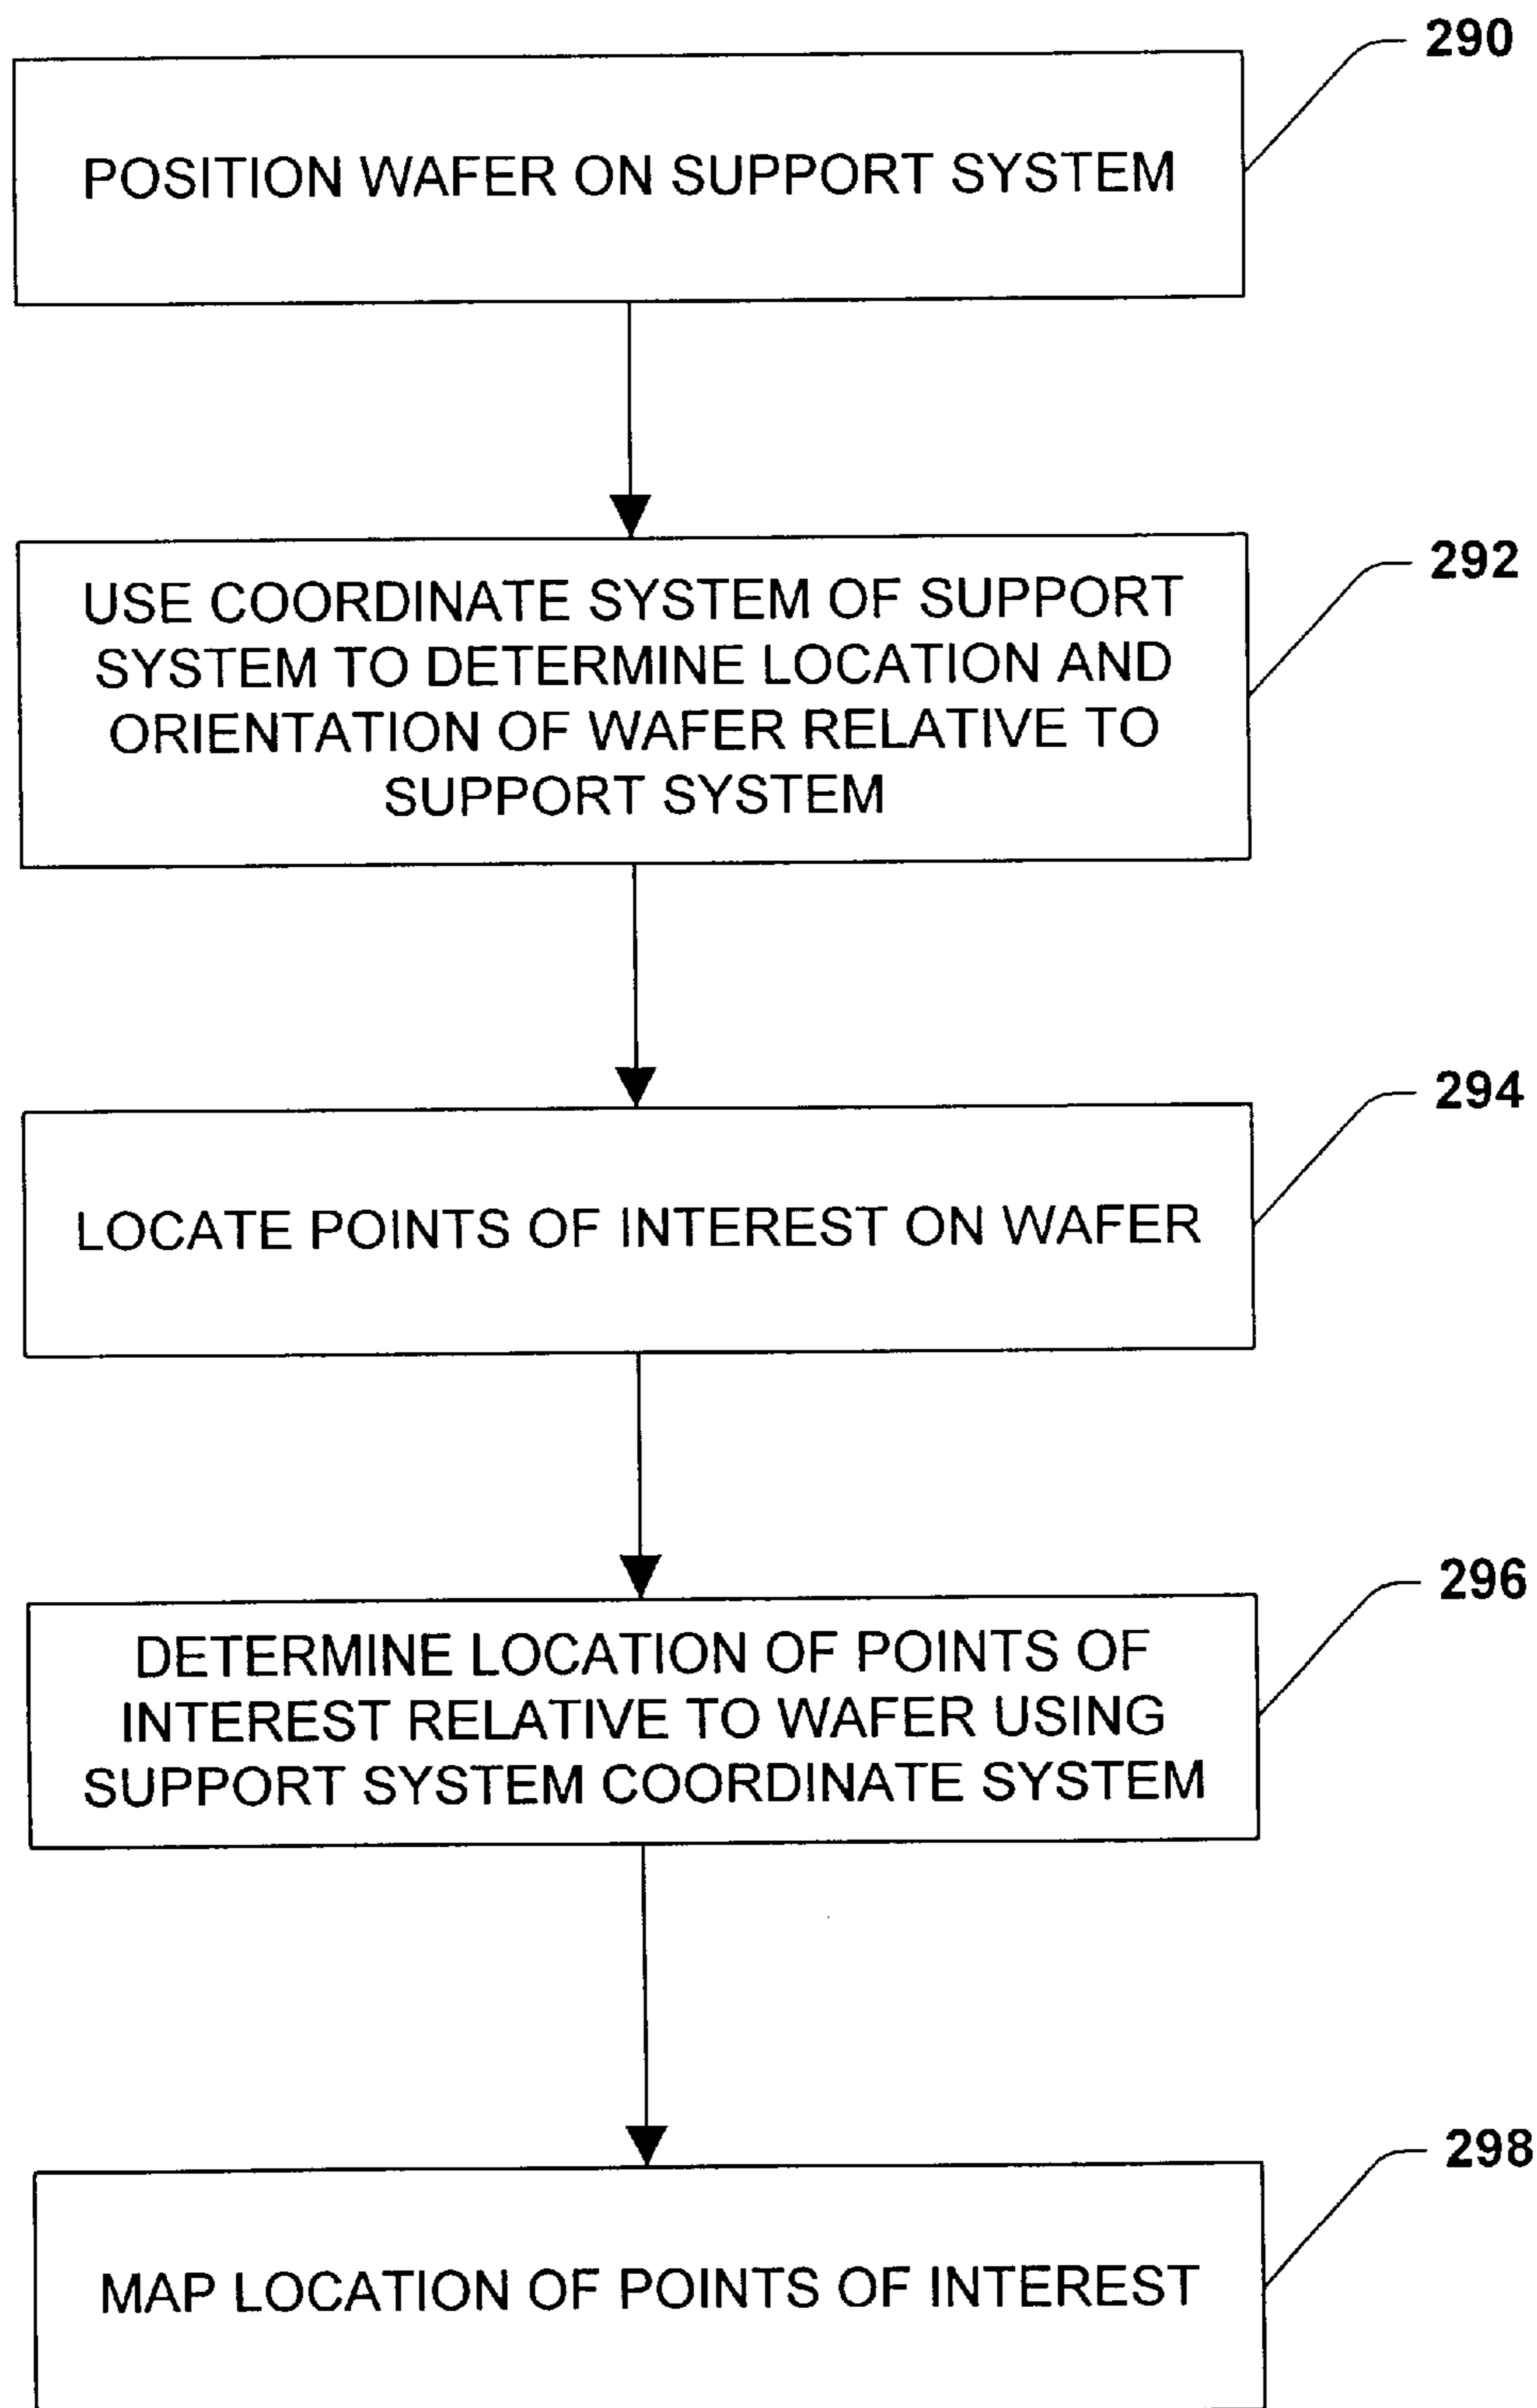 290
POSITION WAFER ON SUPPORT SYSTEM
292
USE COORDINATE SYSTEM OF SUPPORT
SYSTEM TO DETERMINE LOCATION AND
ORIENTATION OF WAFER RELATIVE TO
SUPPORT SYSTEM
294
LOCATE POINTS OF INTEREST ON WAFER
296
DETERMINE LOCATION OF POINTS OF
INTEREST RELATIVE TO WAFER USING
SUPPORT SYSTEM COORDINATE SYSTEM
298
MAP LOCATION OF POINTS OF INTEREST